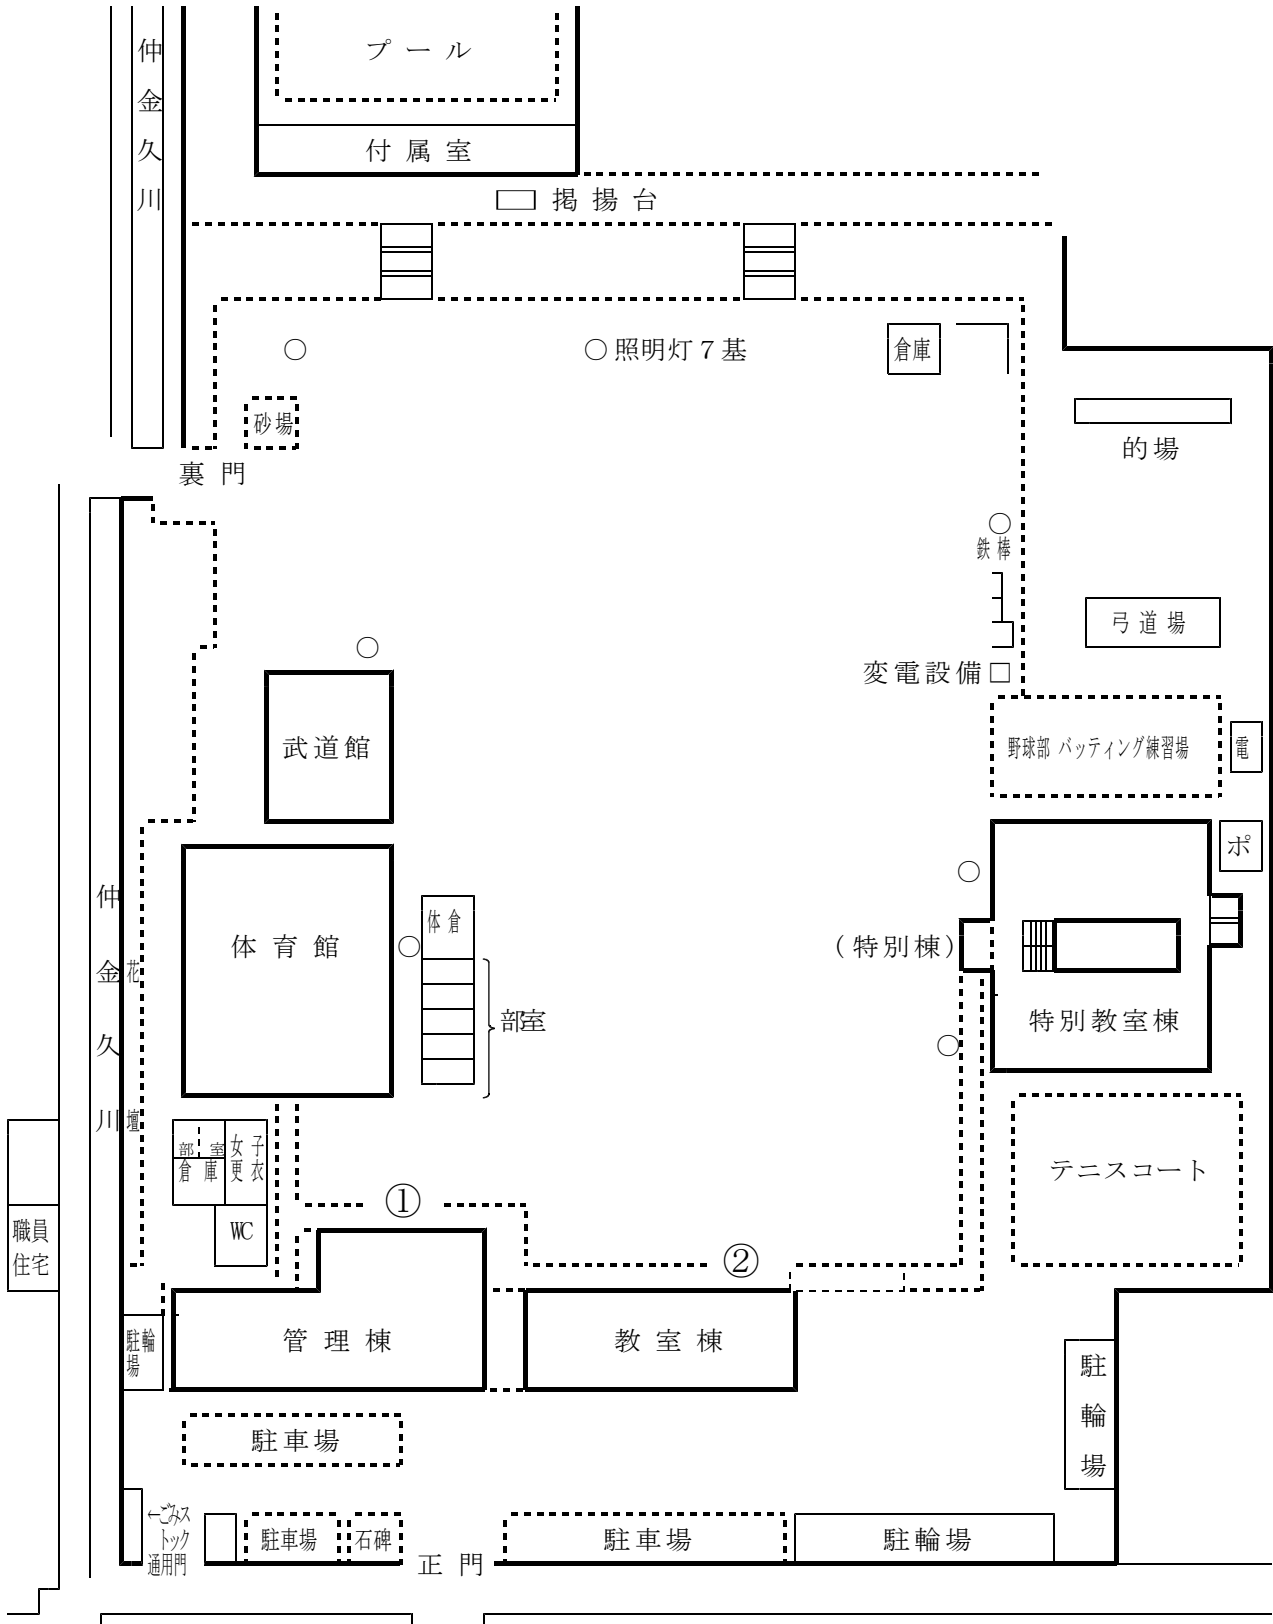 仲金久川
プール
付属室
掲揚台
○照明灯７基
倉庫
砂場
的場
裏門
鉄棒
弓道場
変電設備□
武道館
野球部 バッティング練習場
電
ポ
仲金久川
花壇
体育館
体倉
(特別棟)
部室
特別教室棟
部室
倉庫
女子
更衣
WC
テニスコート
①
②
職員
住宅
管理棟
教室棟
駐輪
場
駐輪場
駐車場
←ごみス
トック
通用門
駐車場
石碑
正門
駐車場
駐輪場